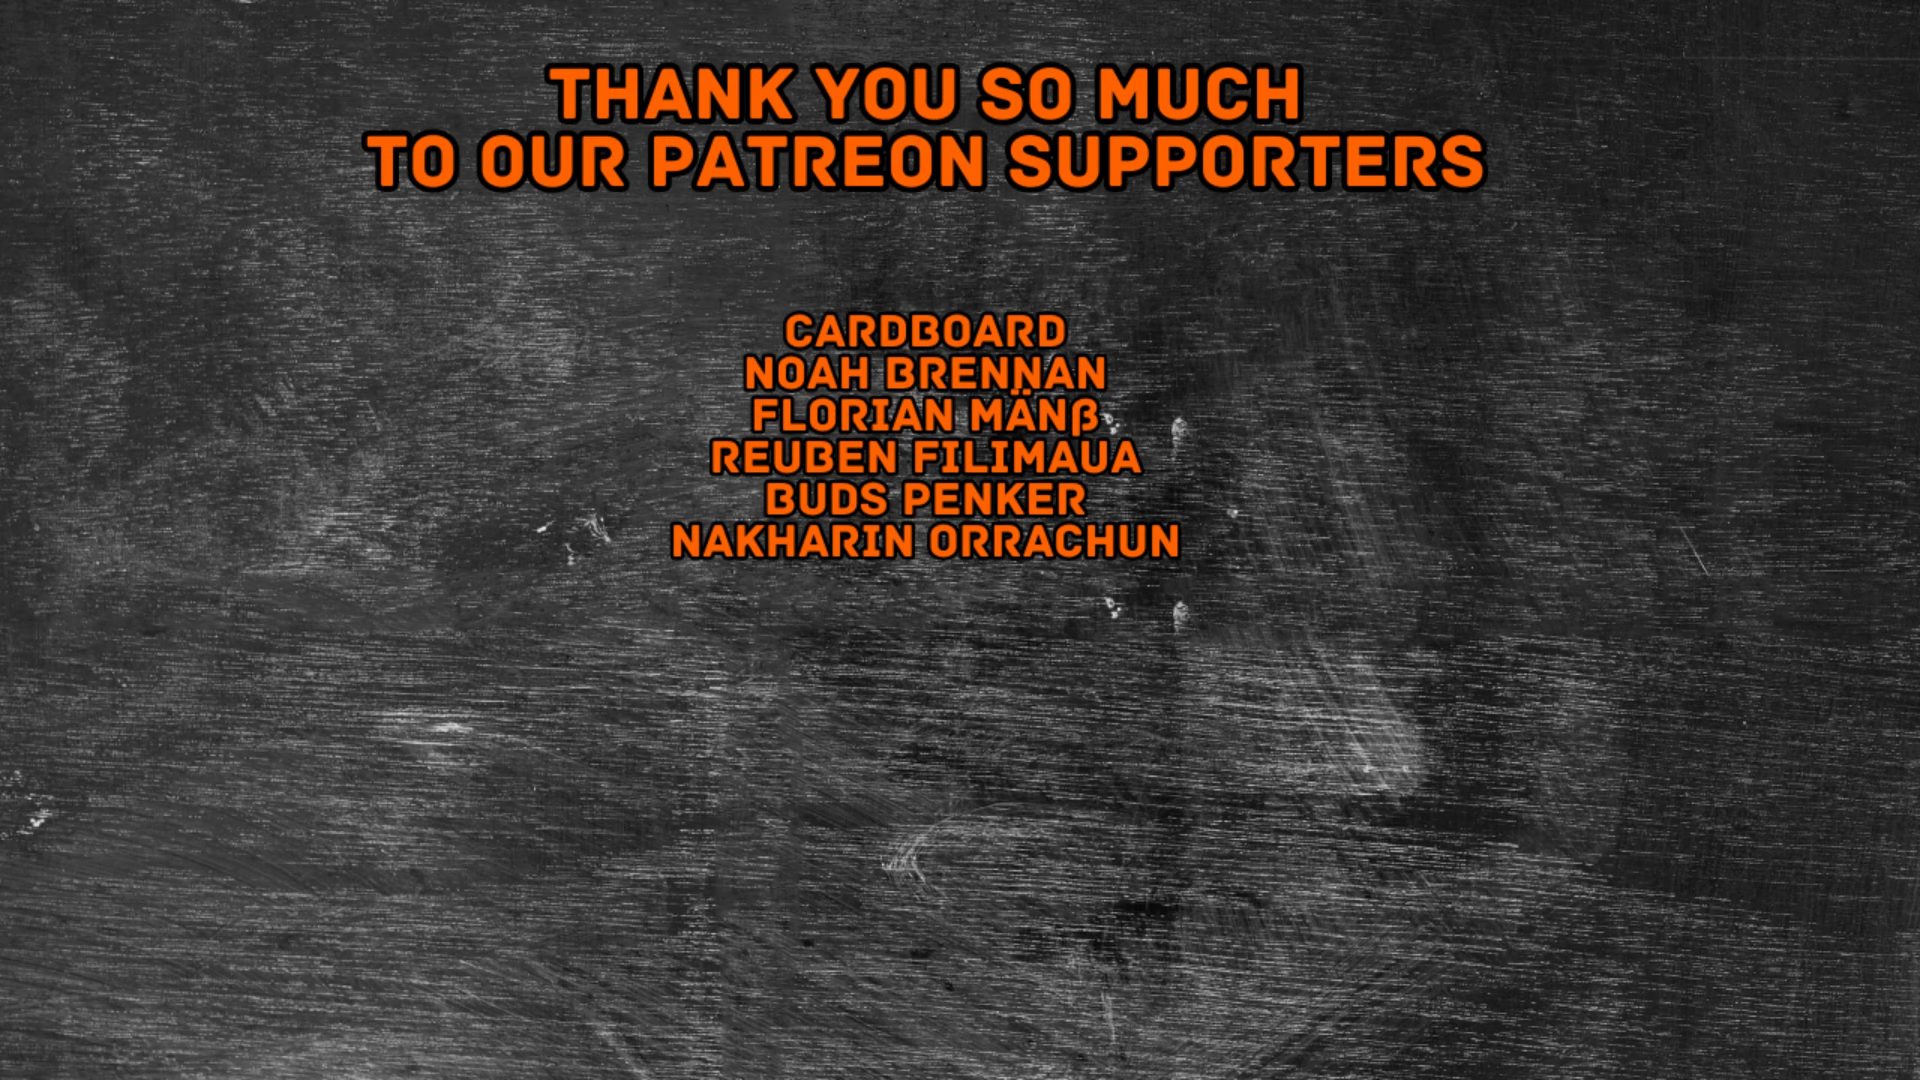 THANK YOU SO MUCH
TO OUR PATREON SUPPORTERS
CARDBOARD
NOAH BRENNAN
FLORIAN MÄNß
REUBEN FILIMAUA
BUDS PENKER
NAKHARIN ORRACHUN